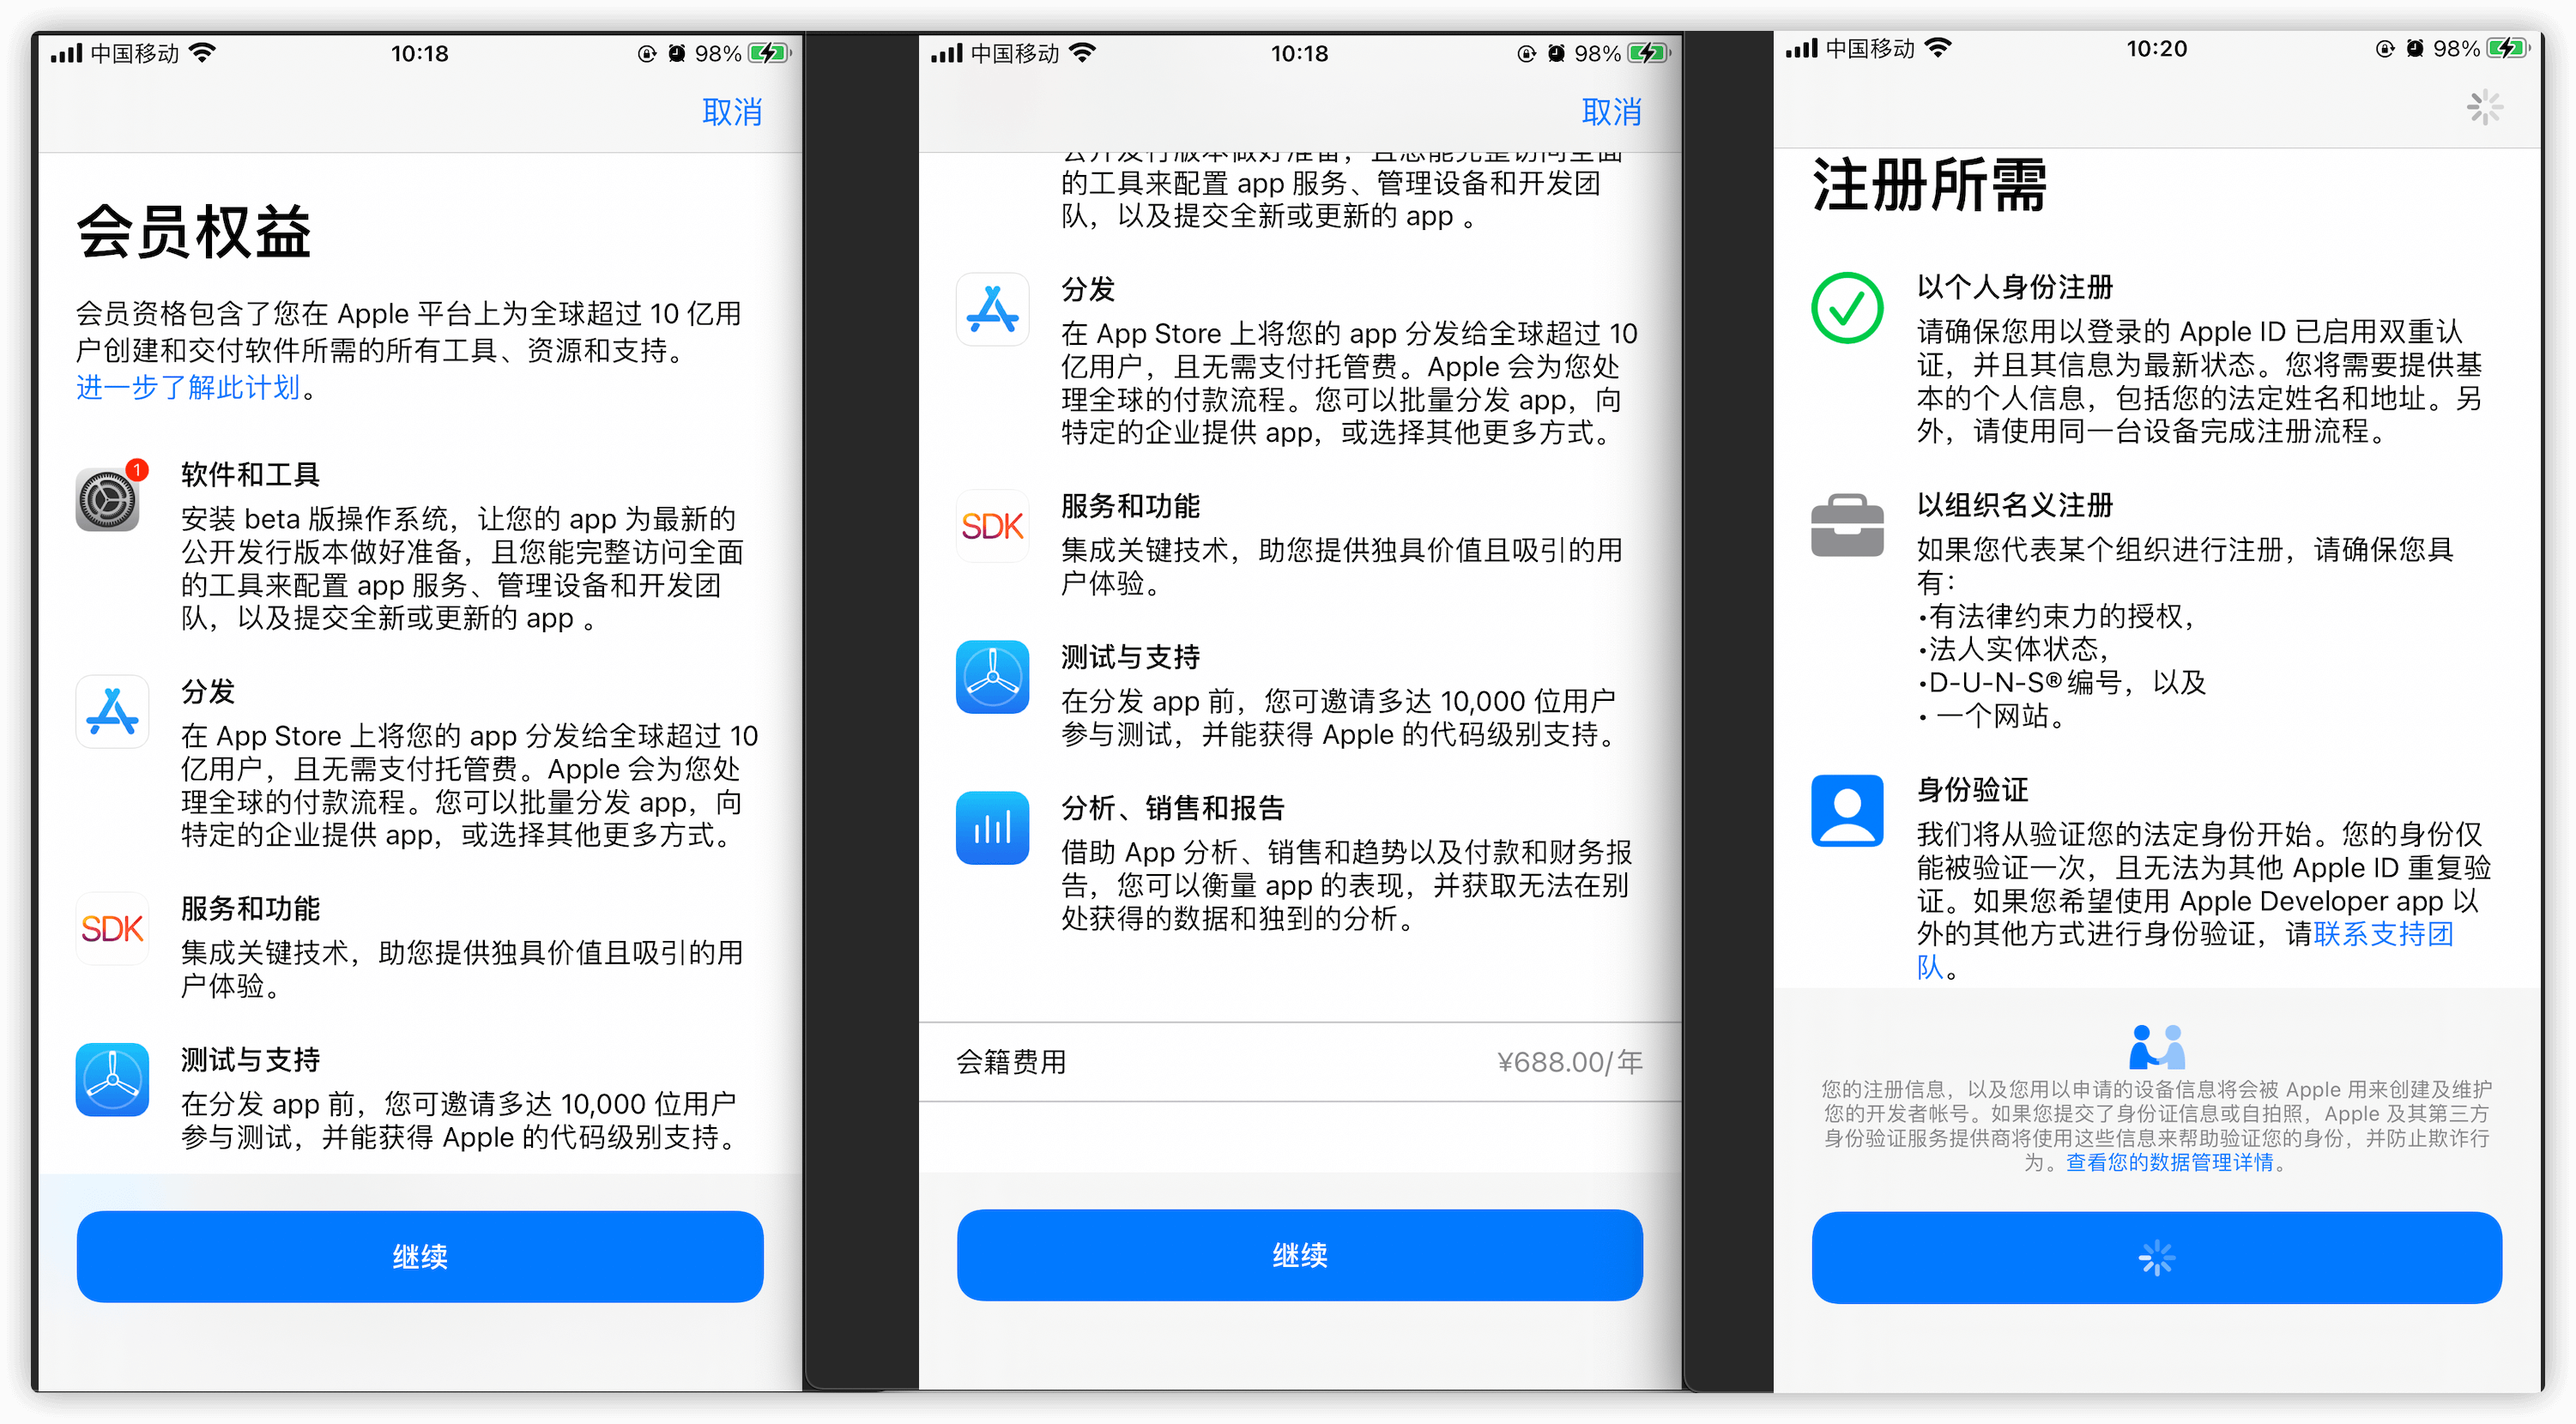 中国移动
10:18
98%
取消
会员权益
会员资格包含了您在 Apple 平台上为全球超过 10 亿用
户创建和交付软件所需的所有工具、资源和支持。
进一步了解此计划。
1
软件和工具
安装 beta 版操作系统，让您的 app 为最新的
公开发行版本做好准备，且您能完整访问全面
的工具来配置 app 服务、管理设备和开发团
队，以及提交全新或更新的 app 。
分发
在 App Store 上将您的 app 分发给全球超过 10
亿用户，且无需支付托管费。Apple 会为您处
理全球的付款流程。您可以批量分发 app，向
特定的企业提供 app，或选择其他更多方式。
SDK
服务和功能
集成关键技术，助您提供独具价值且吸引的用
户体验。
测试与支持
在分发 app 前，您可邀请多达 10,000 位用户
参与测试，并能获得 Apple 的代码级别支持。
继续
中国移动
10:18
98%
取消
公开发行版本做好准备，且您能完整访问全面
的工具来配置 app 服务、管理设备和开发团
队，以及提交全新或更新的 app 。
分发
在 App Store 上将您的 app 分发给全球超过 10
亿用户，且无需支付托管费。Apple 会为您处
理全球的付款流程。您可以批量分发 app，向
特定的企业提供 app，或选择其他更多方式。
SDK
服务和功能
集成关键技术，助您提供独具价值且吸引的用
户体验。
测试与支持
在分发 app 前，您可邀请多达 10,000 位用户
参与测试，并能获得 Apple 的代码级别支持。
分析、销售和报告
借助 App 分析、销售和趋势以及付款和财务报
告，您可以衡量 app 的表现，并获取无法在别
处获得的数据和独到的分析。
会籍费用
¥688.00/年
继续
中国移动
10:20
98%
注册所需
以个人身份注册
请确保您用以登录的 Apple ID 已启用双重认
证，并且其信息为最新状态。您将需要提供基
本的个人信息，包括您的法定姓名和地址。另
外，请使用同一台设备完成注册流程。
以组织名义注册
如果您代表某个组织进行注册，请确保您具
有：
•有法律约束力的授权，
•法人实体状态，
•D-U-N-S®编号，以及
• 一个网站。
身份验证
我们将从验证您的法定身份开始。您的身份仅
能被验证一次，且无法为其他 Apple ID 重复验
证。如果您希望使用 Apple Developer app 以
外的其他方式进行身份验证，请联系支持团
队。
您的注册信息，以及您用以申请的设备信息将会被 Apple 用来创建及维护
您的开发者帐号。如果您提交了身份证信息或自拍照，Apple 及其第三方
身份验证服务提供商将使用这些信息来帮助验证您的身份，并防止欺诈行
为。查看您的数据管理详情。